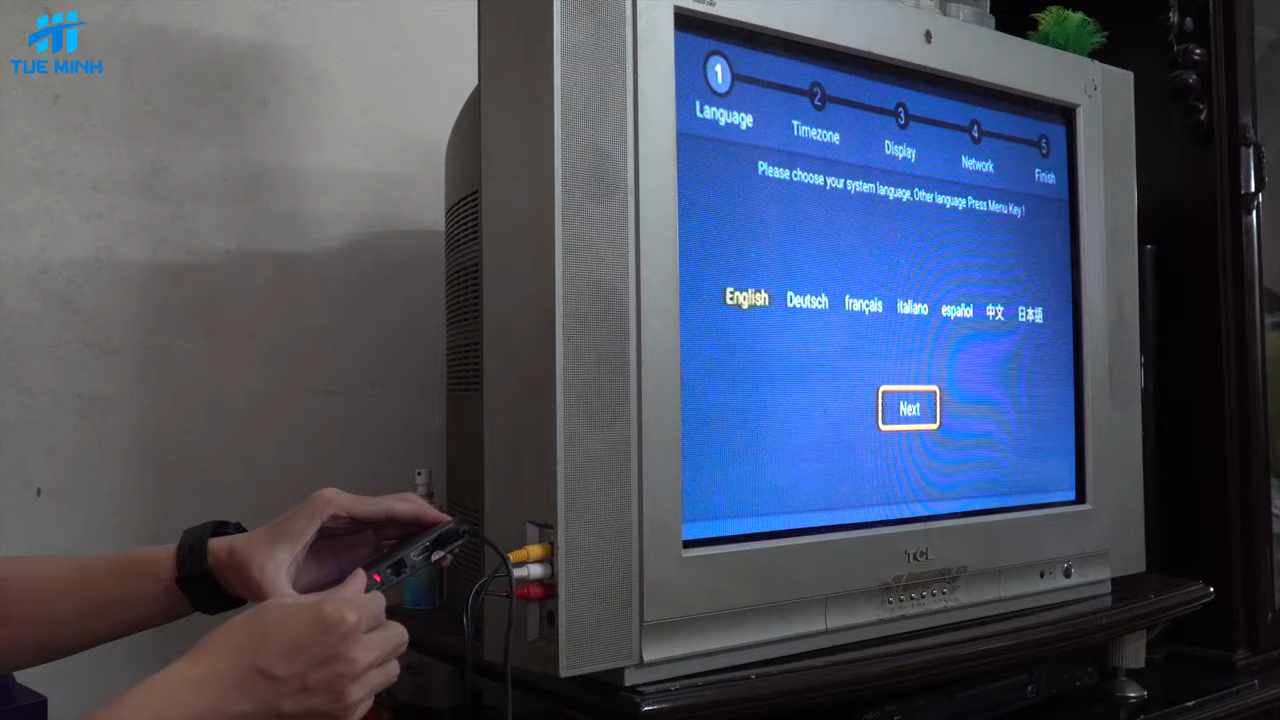 TUE MINH
1 2 3 4 5
Language Timezone Display Network Finish
Please choose your system language, Other language Press Menu Key !
English Deutsch français italiano español 中文 日本語
Next
TCL